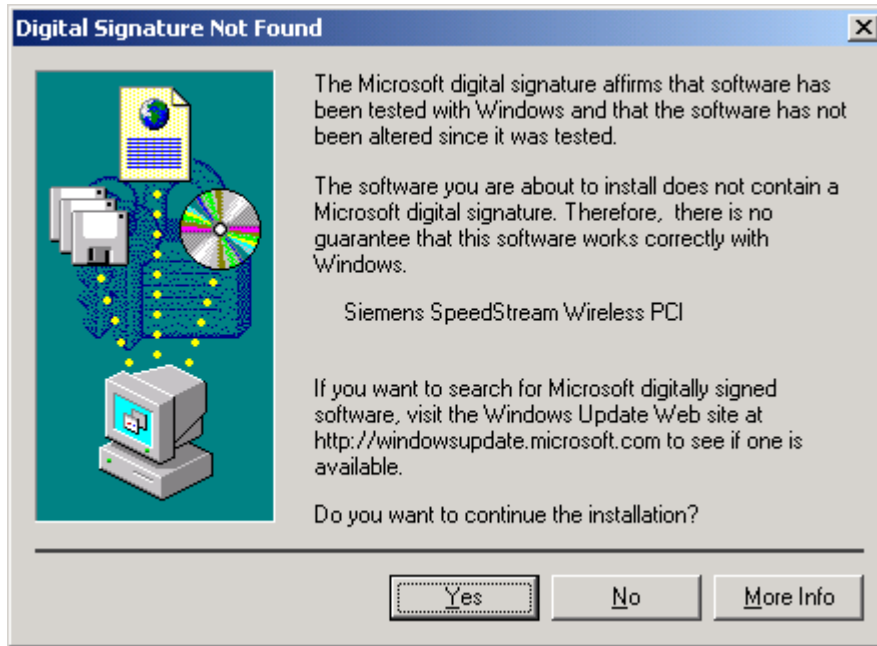 Digital Signature Not Found
The Microsoft digital signature affirms that software has
been tested with Windows and that the software has not
been altered since it was tested.
The software you are about to install does not contain a
Microsoft digital signature. Therefore, there is no
guarantee that this software works correctly with
Windows.
Siemens SpeedStream Wireless PCI
If you want to search for Microsoft digitally signed
software, visit the Windows Update Web site at
http://windowsupdate.microsoft.com to see if one is
available.
Do you want to continue the installation?
Yes No More Info